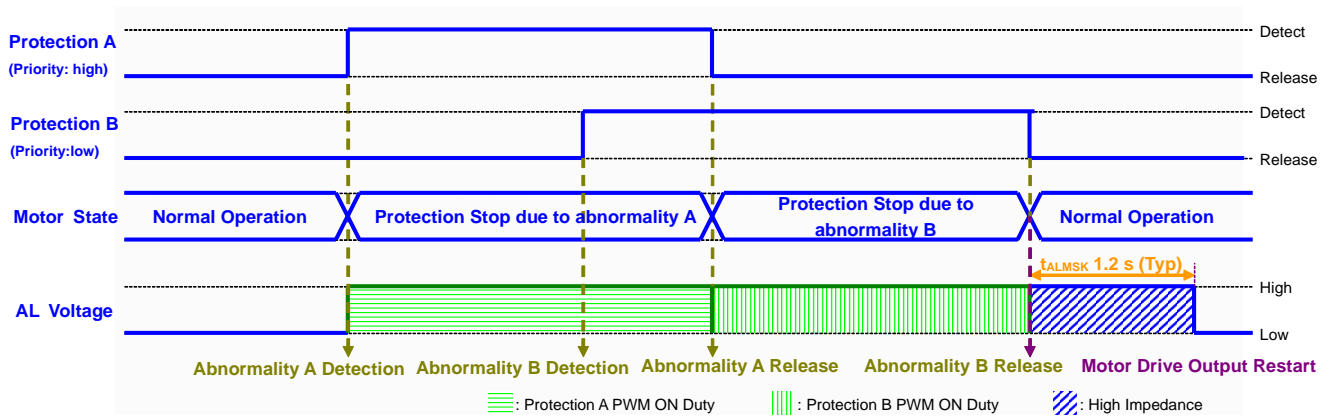 Protection A
(Priority: high)
Detect
Release
Protection B
(Priority:low)
Detect
Release
Motor State
Normal Operation
Protection Stop due to abnormality A
Protection Stop due to
abnormality B
Normal Operation
tALMSK 1.2 s (Typ)
AL Voltage
High
Low
Abnormality A Detection
Abnormality B Detection
Abnormality A Release
Abnormality B Release
Motor Drive Output Restart
: Protection A PWM ON Duty
: Protection B PWM ON Duty
: High Impedance